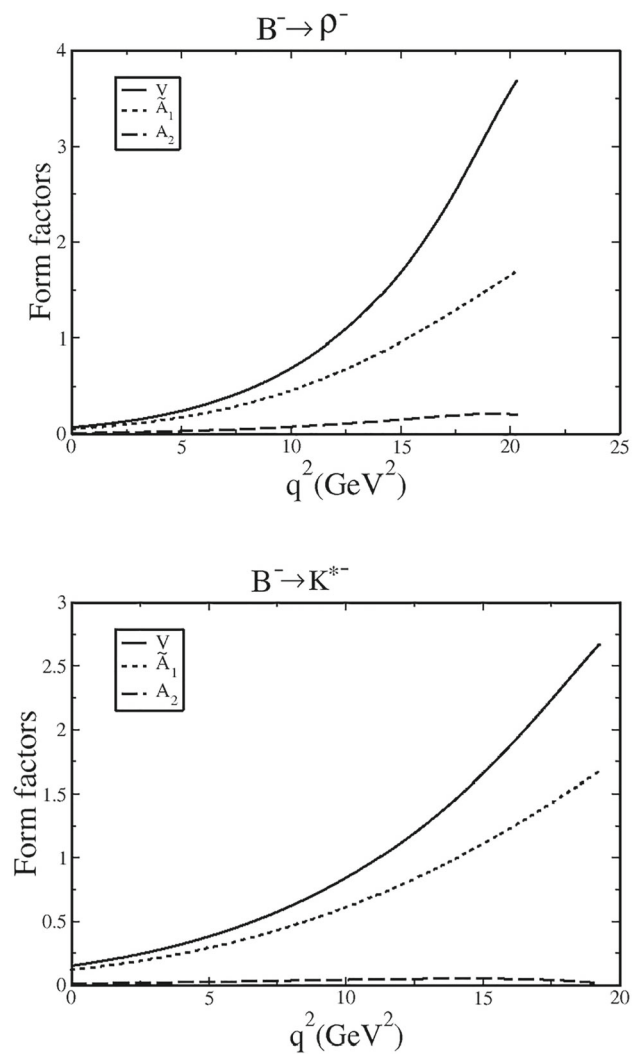 B⁻→ρ⁻
4
3
2
1
0
Form factors
V
Ã₁
A₂
0 5 10 15 20 25
q²(GeV²)
B⁻→K*⁻
3
2.5
2
1.5
1
0.5
0
Form factors
V
Ã₁
A₂
0 5 10 15 20
q²(GeV²)